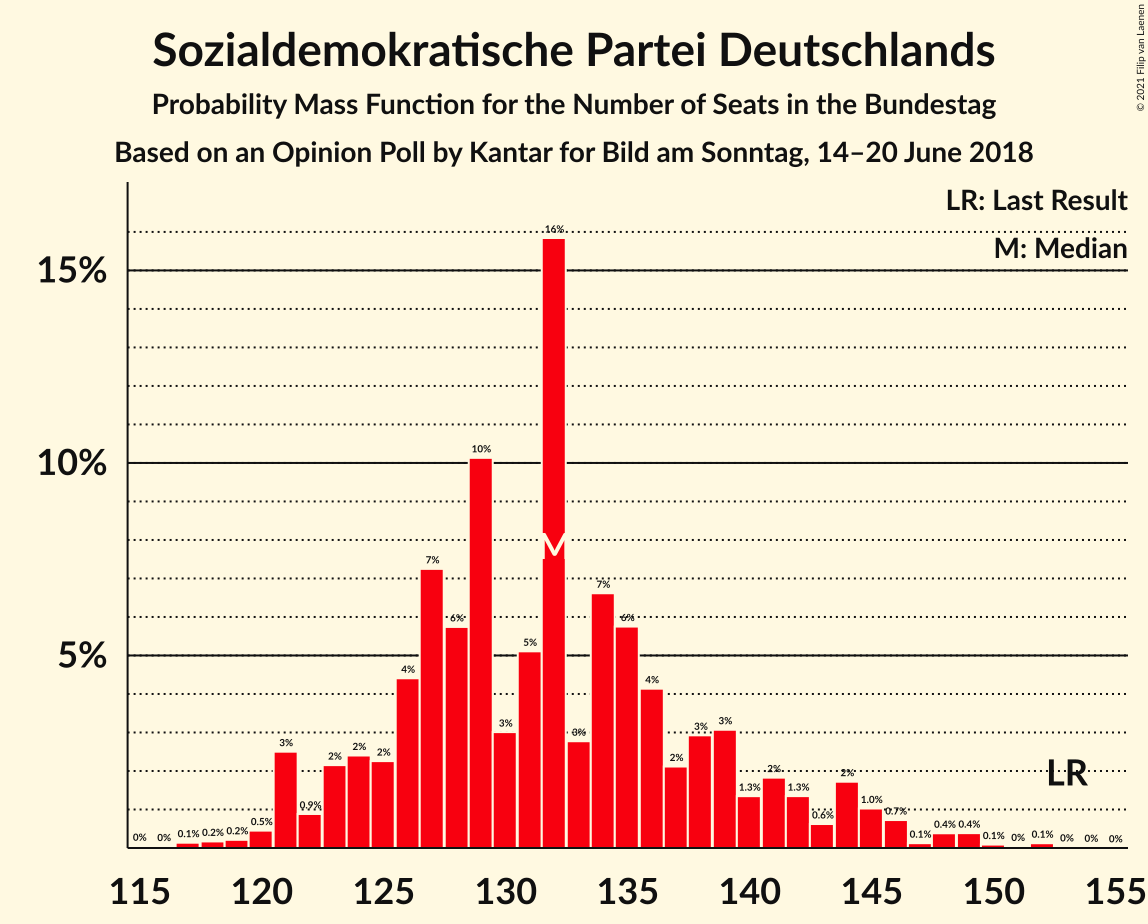 Sozialdemokratische Partei Deutschlands
Probability Mass Function for the Number of Seats in the Bundestag
Based on an Opinion Poll by Kantar for Bild am Sonntag, 14–20 June 2018
© 2021 Filip van Laenen
LR: Last Result
M: Median
15%
10%
5%
0% 0% 0.1% 0.2% 0.2% 0.5% 3% 0.9% 2% 2% 2% 4% 7% 6% 10% 3% 5% 16% 3% 7% 6% 4% 2% 3% 3% 1.3% 2% 1.3% 0.6% 2% 1.0% 0.7% 0.1% 0.4% 0.4% 0.1% 0% 0.1% 0% 0% 0%
M
LR
115 120 125 130 135 140 145 150 155